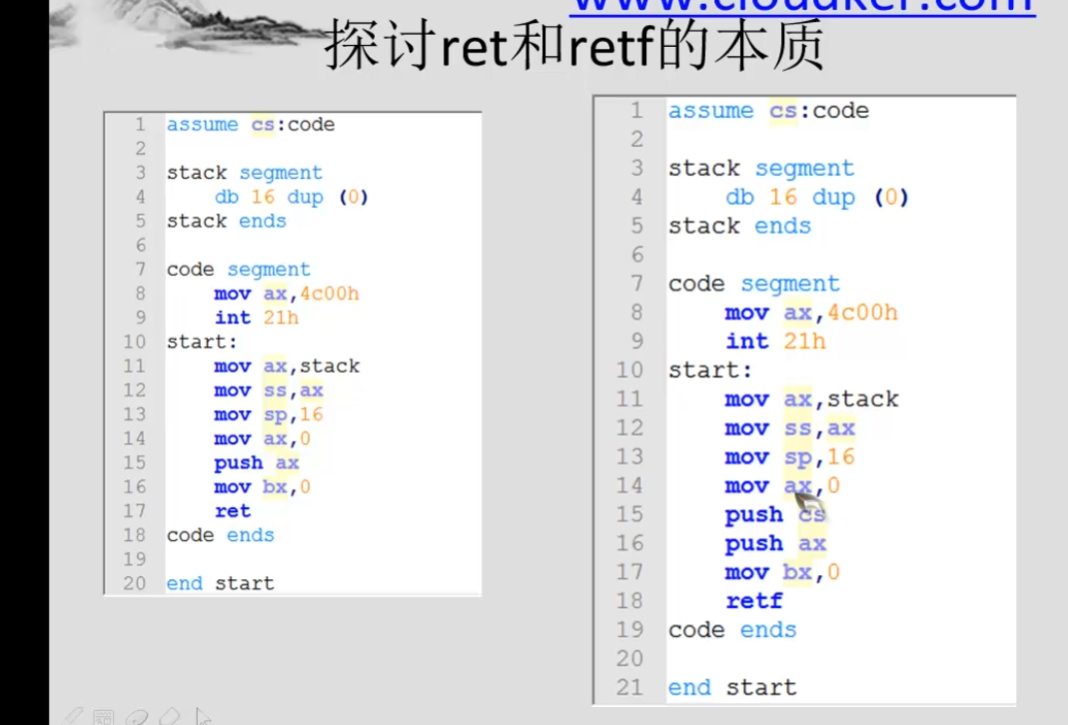 www.cloudker.com
探讨ret和retf的本质
1 assume cs:code
2
3 stack segment
4 db 16 dup (0)
5 stack ends
6
7 code segment
8 mov ax,4c00h
9 int 21h
10 start:
11 mov ax,stack
12 mov ss,ax
13 mov sp,16
14 mov ax,0
15 push ax
16 mov bx,0
17 ret
18 code ends
19
20 end start
1 assume cs:code
2
3 stack segment
4 db 16 dup (0)
5 stack ends
6
7 code segment
8 mov ax,4c00h
9 int 21h
10 start:
11 mov ax,stack
12 mov ss,ax
13 mov sp,16
14 mov ax,0
15 push cs
16 push ax
17 mov bx,0
18 retf
19 code ends
20
21 end start